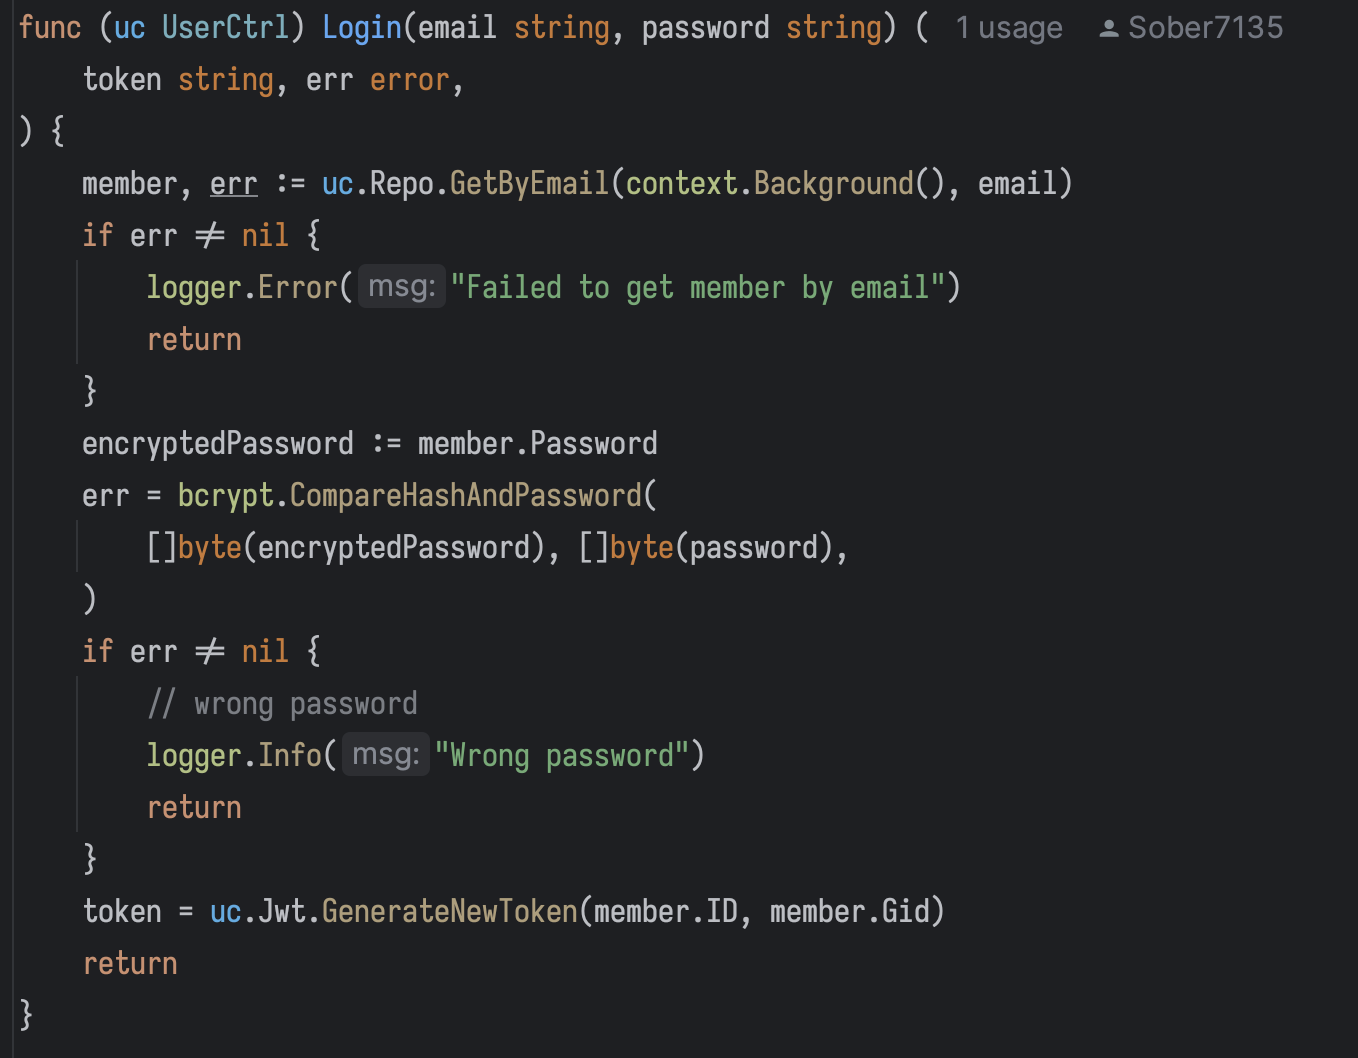 func (uc UserCtrl) Login(email string, password string) ( 1 usage Sober7135
    token string, err error,
) {
    member, err := uc.Repo.GetByEmail(context.Background(), email)
    if err ≠ nil {
        logger.Error( msg: "Failed to get member by email")
        return
    }
    encryptedPassword := member.Password
    err = bcrypt.CompareHashAndPassword(
        []byte(encryptedPassword), []byte(password),
    )
    if err ≠ nil {
        // wrong password
        logger.Info( msg: "Wrong password")
        return
    }
    token = uc.Jwt.GenerateNewToken(member.ID, member.Gid)
    return
}